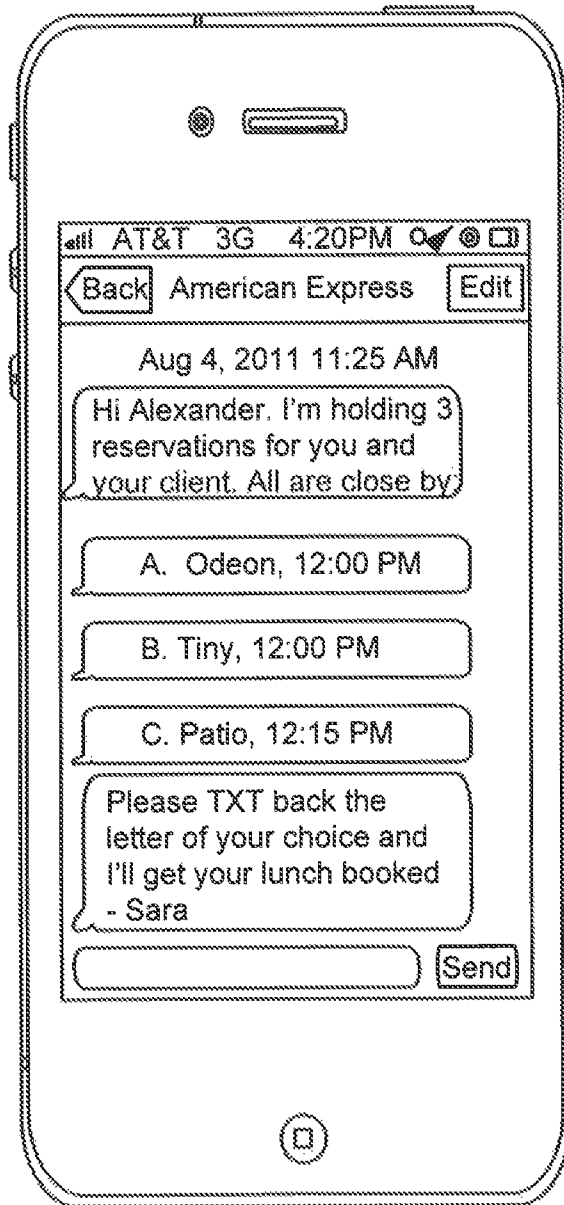 AT&T 3G 4:20PM
Back American Express Edit
Aug 4, 2011 11:25 AM
Hi Alexander. I'm holding 3
reservations for you and
your client. All are close by:
A. Odeon, 12:00 PM
B. Tiny, 12:00 PM
C. Patio, 12:15 PM
Please TXT back the
letter of your choice and
I'll get your lunch booked
- Sara
Send